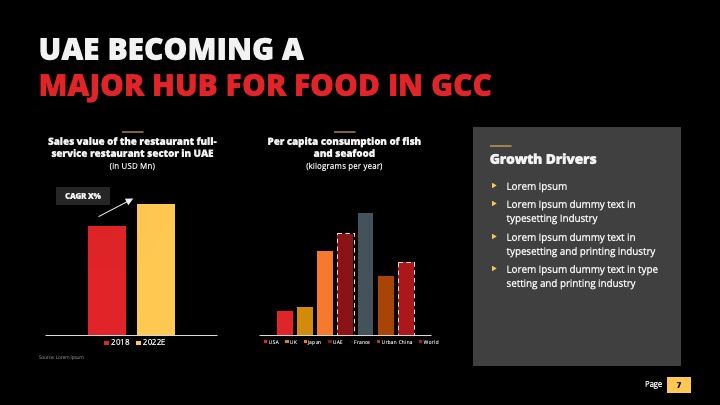 UAE BECOMING A
MAJOR HUB FOR FOOD IN GCC
Sales value of the restaurant full-
service restaurant sector in UAE
(in USD Mn)
CAGR X%
2018 2022E
Source: Lorem Ipsum
Per capita consumption of fish
and seafood
(kilograms per year)
USA UK Japan UAE France Urban China World
Growth Drivers
Lorem Ipsum
Lorem Ipsum dummy text in
typesetting industry
Lorem Ipsum dummy text in
typesetting and printing industry
Lorem Ipsum dummy text in type
setting and printing industry
Page 7